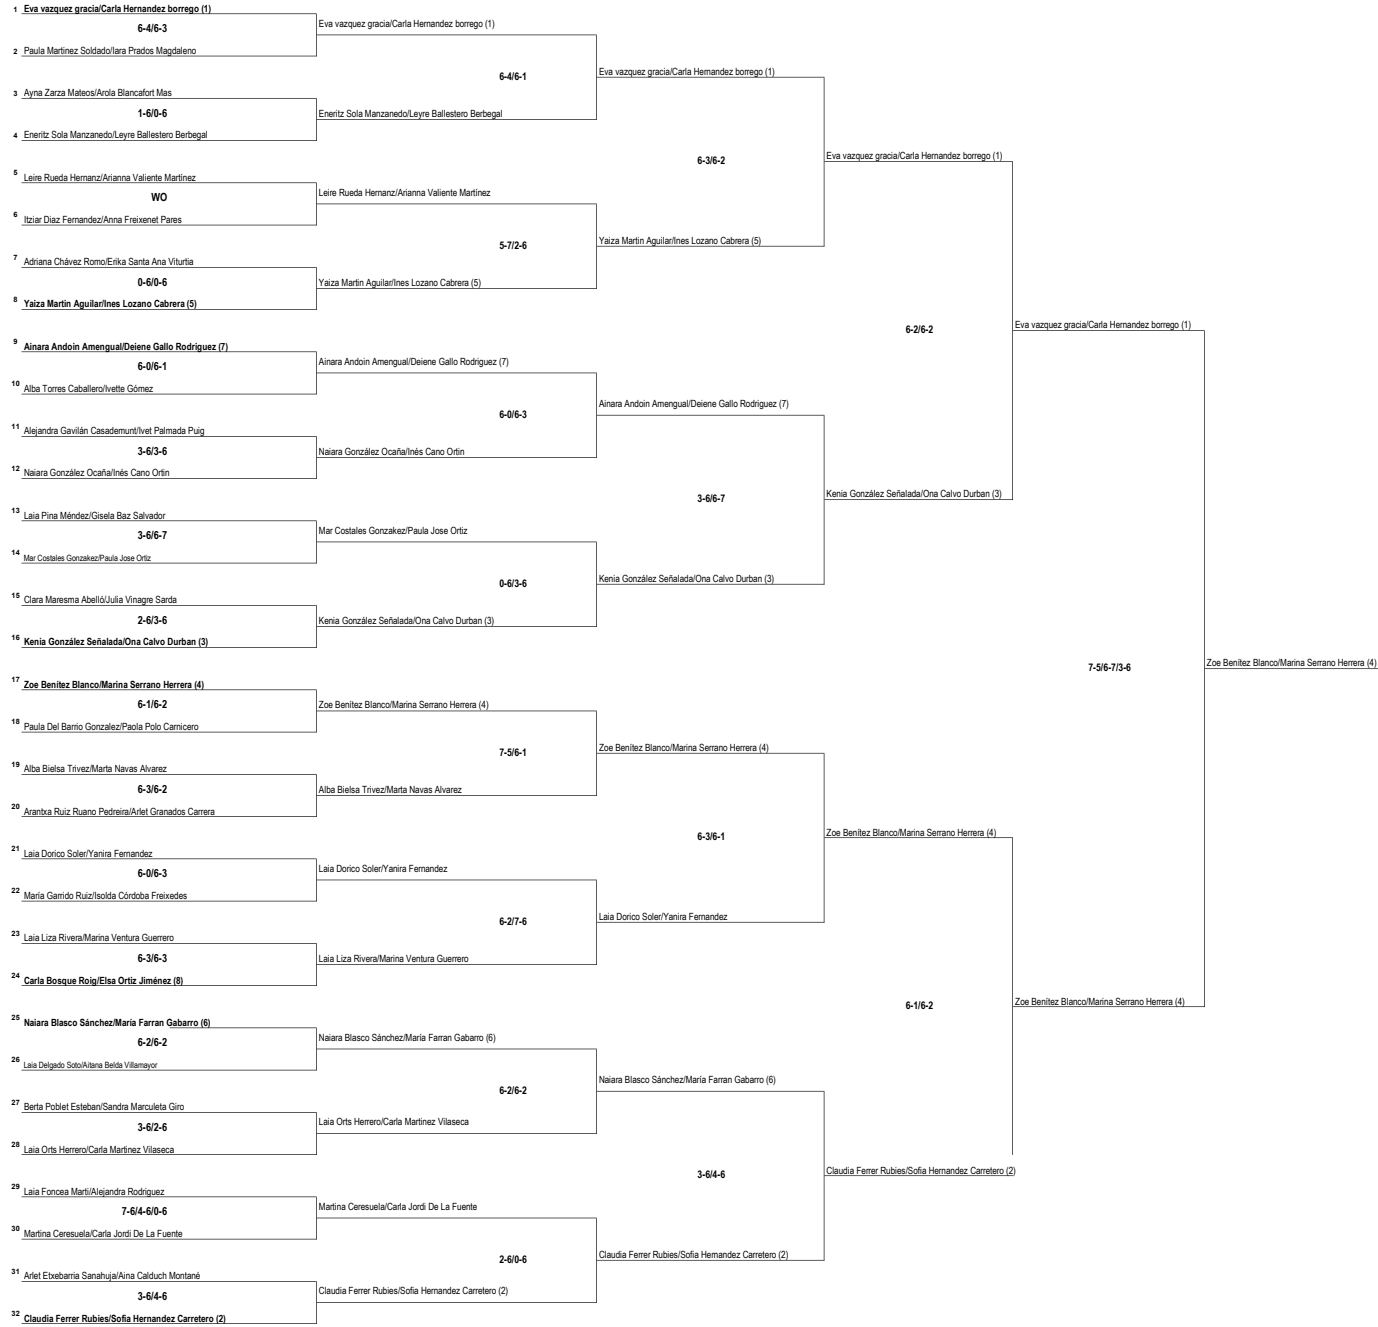 1 Eva vazquez gracia/Carla Hernandez borrego (1)
6-4/6-3
2 Paula Martinez Soldado/Iara Prados Magdaleno
3 Ayna Zarza Mateos/Arola Blancafort Mas
1-6/0-6
4 Eneritz Sola Manzanedo/Leyre Ballestero Berbegal
5 Leire Rueda Hernanz/Arianna Valiente Martínez
WO
6 Itziar Diaz Fernandez/Anna Freixenet Pares
7 Adriana Chávez Romo/Erika Santa Ana Viturtia
0-6/0-6
8 Yaiza Martin Aguilar/Ines Lozano Cabrera (5)
9 Ainara Andoin Amengual/Deiene Gallo Rodriguez (7)
6-0/6-1
10 Alba Torres Caballero/Ivette Gómez
11 Alejandra Gavilán Casademunt/Ivet Palmada Puig
3-6/3-6
12 Naiara González Ocaña/Inés Cano Ortin
13 Laia Pina Méndez/Gisela Baz Salvador
3-6/6-7
14 Mar Costales Gonzakez/Paula Jose Ortiz
15 Clara Maresma Abelló/Julia Vinagre Sarda
2-6/3-6
16 Kenia González Señalada/Ona Calvo Durban (3)
17 Zoe Benítez Blanco/Marina Serrano Herrera (4)
6-1/6-2
18 Paula Del Barrio Gonzalez/Paola Polo Carnicero
19 Alba Bielsa Trivez/Marta Navas Alvarez
6-3/6-2
20 Arantxa Ruiz Ruano Pedreira/Arlet Granados Carrera
21 Laia Dorico Soler/Yanira Fernandez
6-0/6-3
22 María Garrido Ruiz/Isolda Córdoba Freixedes
23 Laia Liza Rivera/Marina Ventura Guerrero
6-3/6-3
24 Carla Bosque Roig/Elsa Ortiz Jiménez (8)
25 Naiara Blasco Sánchez/María Farran Gabarro (6)
6-2/6-2
26 Laia Delgado Soto/Aitana Belda Villamayor
27 Berta Poblet Esteban/Sandra Marculeta Giro
3-6/2-6
28 Laia Orts Herrero/Carla Martinez Vilaseca
29 Laia Foncea Marti/Alejandra Rodriguez
7-6/4-6/0-6
30 Martina Ceresuela/Carla Jordi De La Fuente
31 Arlet Etxebarria Sanahuja/Aina Calduch Montané
3-6/4-6
32 Claudia Ferrer Rubies/Sofia Hernandez Carretero (2)
Eva vazquez gracia/Carla Hernandez borrego (1)
6-4/6-1
Eneritz Sola Manzanedo/Leyre Ballestero Berbegal
Leire Rueda Hernanz/Arianna Valiente Martínez
5-7/2-6
Yaiza Martin Aguilar/Ines Lozano Cabrera (5)
Ainara Andoin Amengual/Deiene Gallo Rodriguez (7)
6-0/6-3
Naiara González Ocaña/Inés Cano Ortin
Mar Costales Gonzakez/Paula Jose Ortiz
0-6/3-6
Kenia González Señalada/Ona Calvo Durban (3)
Zoe Benítez Blanco/Marina Serrano Herrera (4)
7-5/6-1
Alba Bielsa Trivez/Marta Navas Alvarez
Laia Dorico Soler/Yanira Fernandez
6-2/7-6
Laia Liza Rivera/Marina Ventura Guerrero
Naiara Blasco Sánchez/María Farran Gabarro (6)
6-2/6-2
Laia Orts Herrero/Carla Martinez Vilaseca
Martina Ceresuela/Carla Jordi De La Fuente
2-6/0-6
Claudia Ferrer Rubies/Sofia Hernandez Carretero (2)
Eva vazquez gracia/Carla Hernandez borrego (1)
6-3/6-2
Yaiza Martin Aguilar/Ines Lozano Cabrera (5)
Ainara Andoin Amengual/Deiene Gallo Rodriguez (7)
3-6/6-7
Kenia González Señalada/Ona Calvo Durban (3)
Zoe Benítez Blanco/Marina Serrano Herrera (4)
6-3/6-1
Laia Dorico Soler/Yanira Fernandez
Naiara Blasco Sánchez/María Farran Gabarro (6)
3-6/4-6
Claudia Ferrer Rubies/Sofia Hernandez Carretero (2)
Eva vazquez gracia/Carla Hernandez borrego (1)
6-2/6-2
Kenia González Señalada/Ona Calvo Durban (3)
Zoe Benítez Blanco/Marina Serrano Herrera (4)
6-1/6-2
Claudia Ferrer Rubies/Sofia Hernandez Carretero (2)
Eva vazquez gracia/Carla Hernandez borrego (1)
7-5/6-7/3-6
Zoe Benítez Blanco/Marina Serrano Herrera (4)
Zoe Benítez Blanco/Marina Serrano Herrera (4)